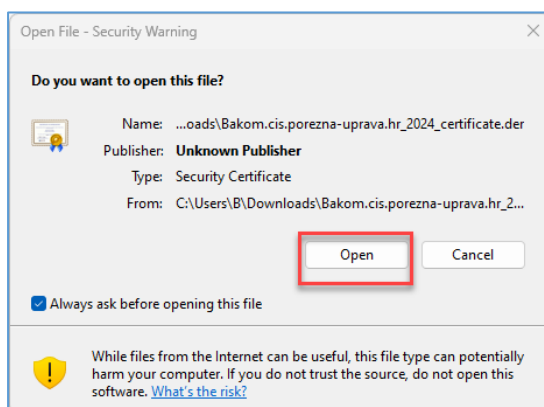 Open File - Security Warning
Do you want to open this file?
Name: ...oads\Bakom.cis.porezna-uprava.hr_2024_certificate.der
Publisher: Unknown Publisher
Type: Security Certificate
From: C:\Users\B\Downloads\Bakom.cis.porezna-uprava.hr_2...
Open Cancel
Always ask before opening this file
While files from the Internet can be useful, this file type can potentially
harm your computer. If you do not trust the source, do not open this
software. What's the risk?